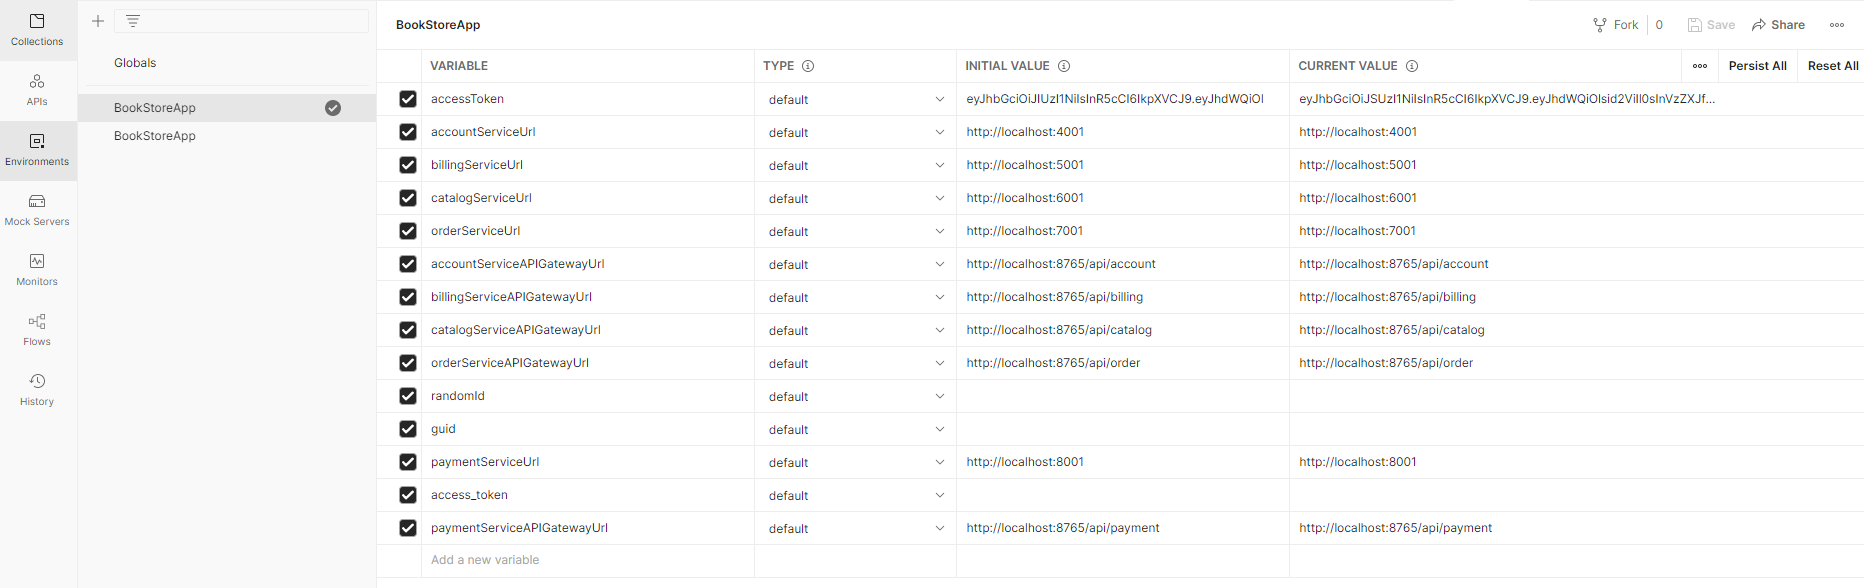 Collections
APIs
Environments
Mock Servers
Monitors
Flows
History
Globals
BookStoreApp
BookStoreApp
BookStoreApp
Fork 0 Save Share
VARIABLE TYPE INITIAL VALUE CURRENT VALUE Persist All Reset All
accessToken default eyJhbGciOiJIUzI1NiIsInR5cCI6IkpXVCJ9.eyJhdWQiOl eyJhbGciOiJSUzI1NiIsInR5cCI6IkpXVCJ9.eyJhdWQiOlsid2ViIl0sInVzZXJf...
accountServiceUrl default http://localhost:4001 http://localhost:4001
billingServiceUrl default http://localhost:5001 http://localhost:5001
catalogServiceUrl default http://localhost:6001 http://localhost:6001
orderServiceUrl default http://localhost:7001 http://localhost:7001
accountServiceAPIGatewayUrl default http://localhost:8765/api/account http://localhost:8765/api/account
billingServiceAPIGatewayUrl default http://localhost:8765/api/billing http://localhost:8765/api/billing
catalogServiceAPIGatewayUrl default http://localhost:8765/api/catalog http://localhost:8765/api/catalog
orderServiceAPIGatewayUrl default http://localhost:8765/api/order http://localhost:8765/api/order
randomId default
guid default
paymentServiceUrl default http://localhost:8001 http://localhost:8001
access_token default
paymentServiceAPIGatewayUrl default http://localhost:8765/api/payment http://localhost:8765/api/payment
Add a new variable